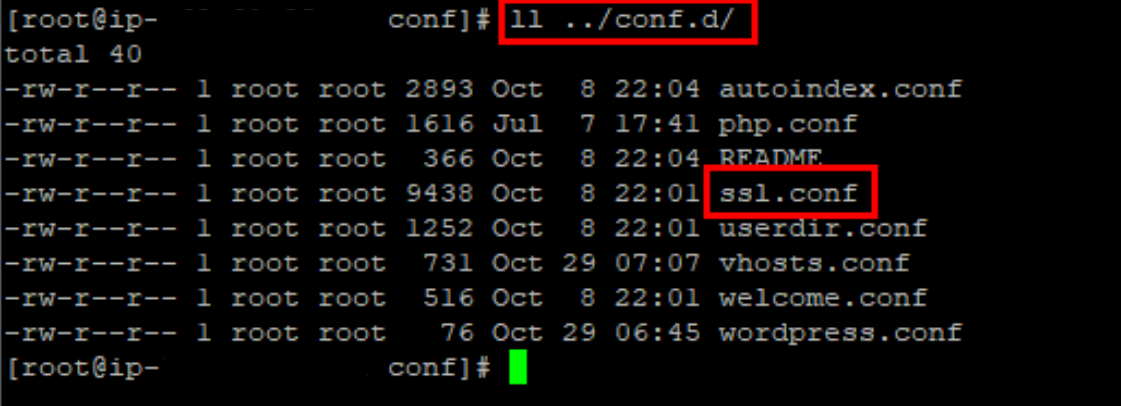 [root@ip-              conf]# ll ../conf.d/
total 40
-rw-r--r-- 1 root root 2893 Oct  8 22:04 autoindex.conf
-rw-r--r-- 1 root root 1616 Jul  7 17:41 php.conf
-rw-r--r-- 1 root root  366 Oct  8 22:04 README
-rw-r--r-- 1 root root 9438 Oct  8 22:01 ssl.conf
-rw-r--r-- 1 root root 1252 Oct  8 22:01 userdir.conf
-rw-r--r-- 1 root root  731 Oct 29 07:07 vhosts.conf
-rw-r--r-- 1 root root  516 Oct  8 22:01 welcome.conf
-rw-r--r-- 1 root root   76 Oct 29 06:45 wordpress.conf
[root@ip-              conf]#